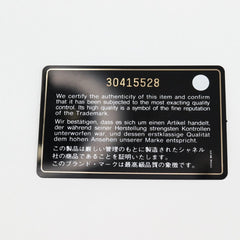 30415528
We certify the authenticity of this item and confirm
that it has been subjected to the most exacting quality
control. Its high quality is a symbol of the fine reputation
of the Trademark.
Wir bestätigen, dass es sich um einen Artikel handelt,
der während seiner Herstellung strengsten Kontrollen
unterworfen war, und dessen erstklassige Qualität
dem hohen Ansehen unserer Marke entspricht.
この製品は厳しい管理のもとに製造されたシャネル
社の商品であることを証明いたします。
このブランド・マークは最高級品質の象徴です。